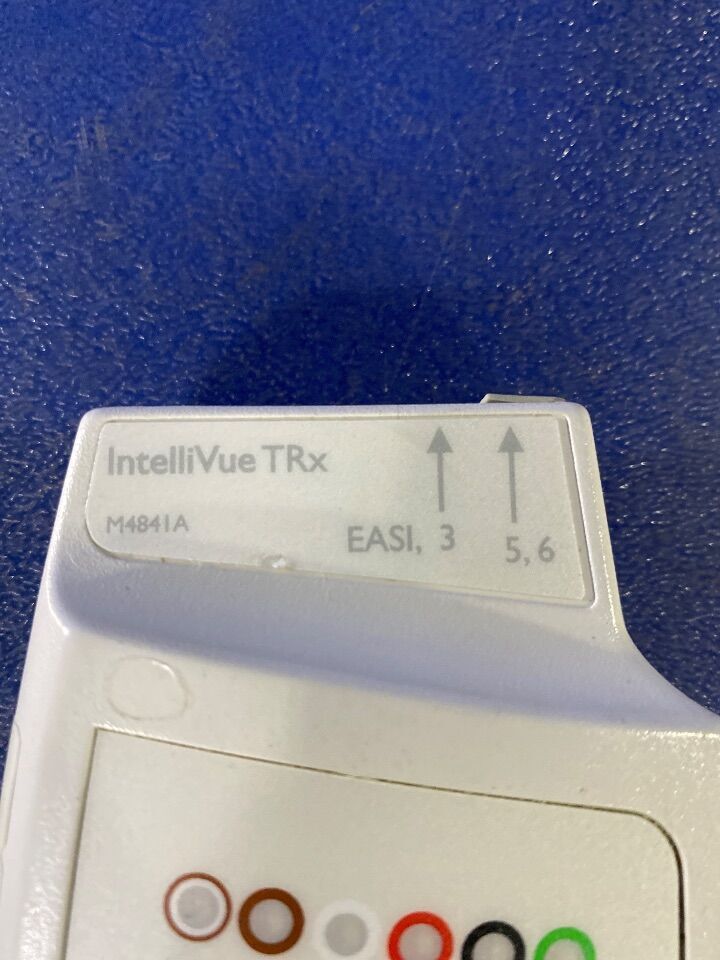 IntelliVue TRx
M4841A
EASI, 3
5, 6